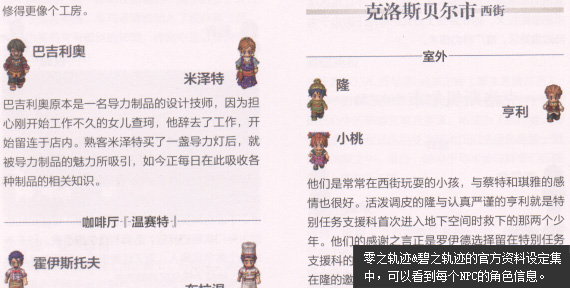 修得更像个工房。
巴吉利奥
米泽特
巴吉利奥原本是一名导力制品的设计技师，因为担
心刚开始工作不久的女儿查珂，他辞去了工作，开
始留连于店内。熟客米泽特买了一盏导力灯后，就
被导力制品的魅力所吸引，如今正每日在此吸收各
种制品的相关知识。
咖啡厅『温赛特』
霍伊斯托夫
克洛斯贝尔市 西街
室外
隆
亨利
小桃
他们是常常在西街玩耍的小孩，与蔡特和琪雅的感
情也很好。活泼调皮的隆与认真严谨的亨利就是特
别任务支援科首次进入地下空间时救下的那两个少
年。他们的感谢之言正是罗伊德选择留在特别任务
支援科的
在隆的邀
零之轨迹&碧之轨迹的官方资料设定集
中，可以看到每个NPC的角色信息。